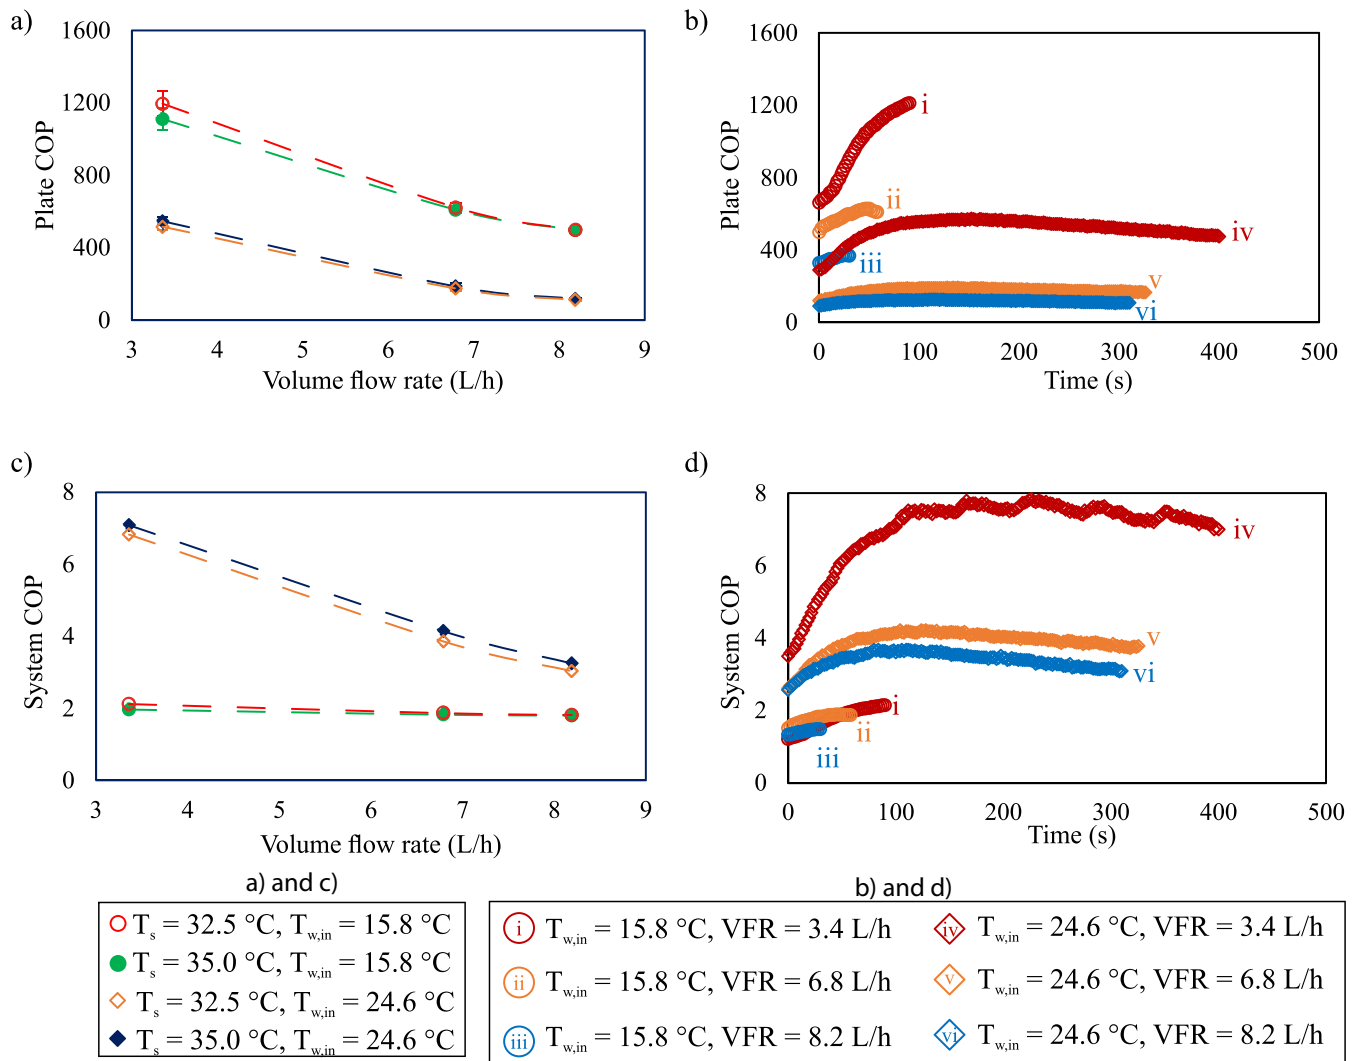 a)
1600
1200
800
400
0
Plate COP
3 4 5 6 7 8 9
Volume flow rate (L/h)
b)
1600
1200
800
400
0
Plate COP
i
ii
iii
iv
v
vi
0 100 200 300 400 500
Time (s)
c)
8
6
4
2
0
System COP
3 4 5 6 7 8 9
Volume flow rate (L/h)
d)
8
6
4
2
0
System COP
iv
v
vi
i
ii
iii
0 100 200 300 400 500
Time (s)
a) and c)
Ts = 32.5 °C, Tw,in = 15.8 °C
Ts = 35.0 °C, Tw,in = 15.8 °C
Ts = 32.5 °C, Tw,in = 24.6 °C
Ts = 35.0 °C, Tw,in = 24.6 °C
b) and d)
i Tw,in = 15.8 °C, VFR = 3.4 L/h
ii Tw,in = 15.8 °C, VFR = 6.8 L/h
iii Tw,in = 15.8 °C, VFR = 8.2 L/h
iv Tw,in = 24.6 °C, VFR = 3.4 L/h
v Tw,in = 24.6 °C, VFR = 6.8 L/h
vi Tw,in = 24.6 °C, VFR = 8.2 L/h